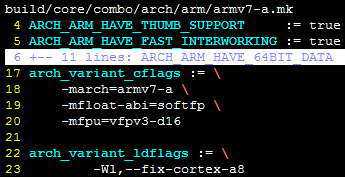 build/core/combo/arch/arm/armv7-a.mk
4 ARCH_ARM_HAVE_THUMB_SUPPORT := true
5 ARCH_ARM_HAVE_FAST_INTERWORKING := true
6 +-- 11 lines: ARCH_ARM_HAVE_64BIT_DATA
17 arch_variant_cflags := \
18 -march=armv7-a \
19 -mfloat-abi=softfp \
20 -mfpu=vfpv3-d16
21
22 arch_variant_ldflags := \
23 -Wl,--fix-cortex-a8